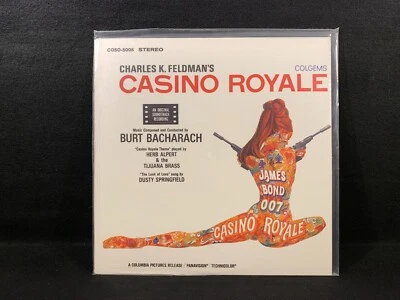 COSO-5005 STEREO
CHARLES K. FELDMAN'S
COLGEMS
CASINO ROYALE
AN ORIGINAL
SOUNDTRACK
RECORDING
Music Composed and Conducted by
BURT BACHARACH
"Casino Royale Theme" played by
HERB ALPERT
& the
TIJUANA BRASS
"The Look of Love" sung by
DUSTY SPRINGFIELD
JAMES
BOND
007
CASINO ROYALE
A COLUMBIA PICTURES RELEASE PANAVISION® TECHNICOLOR®